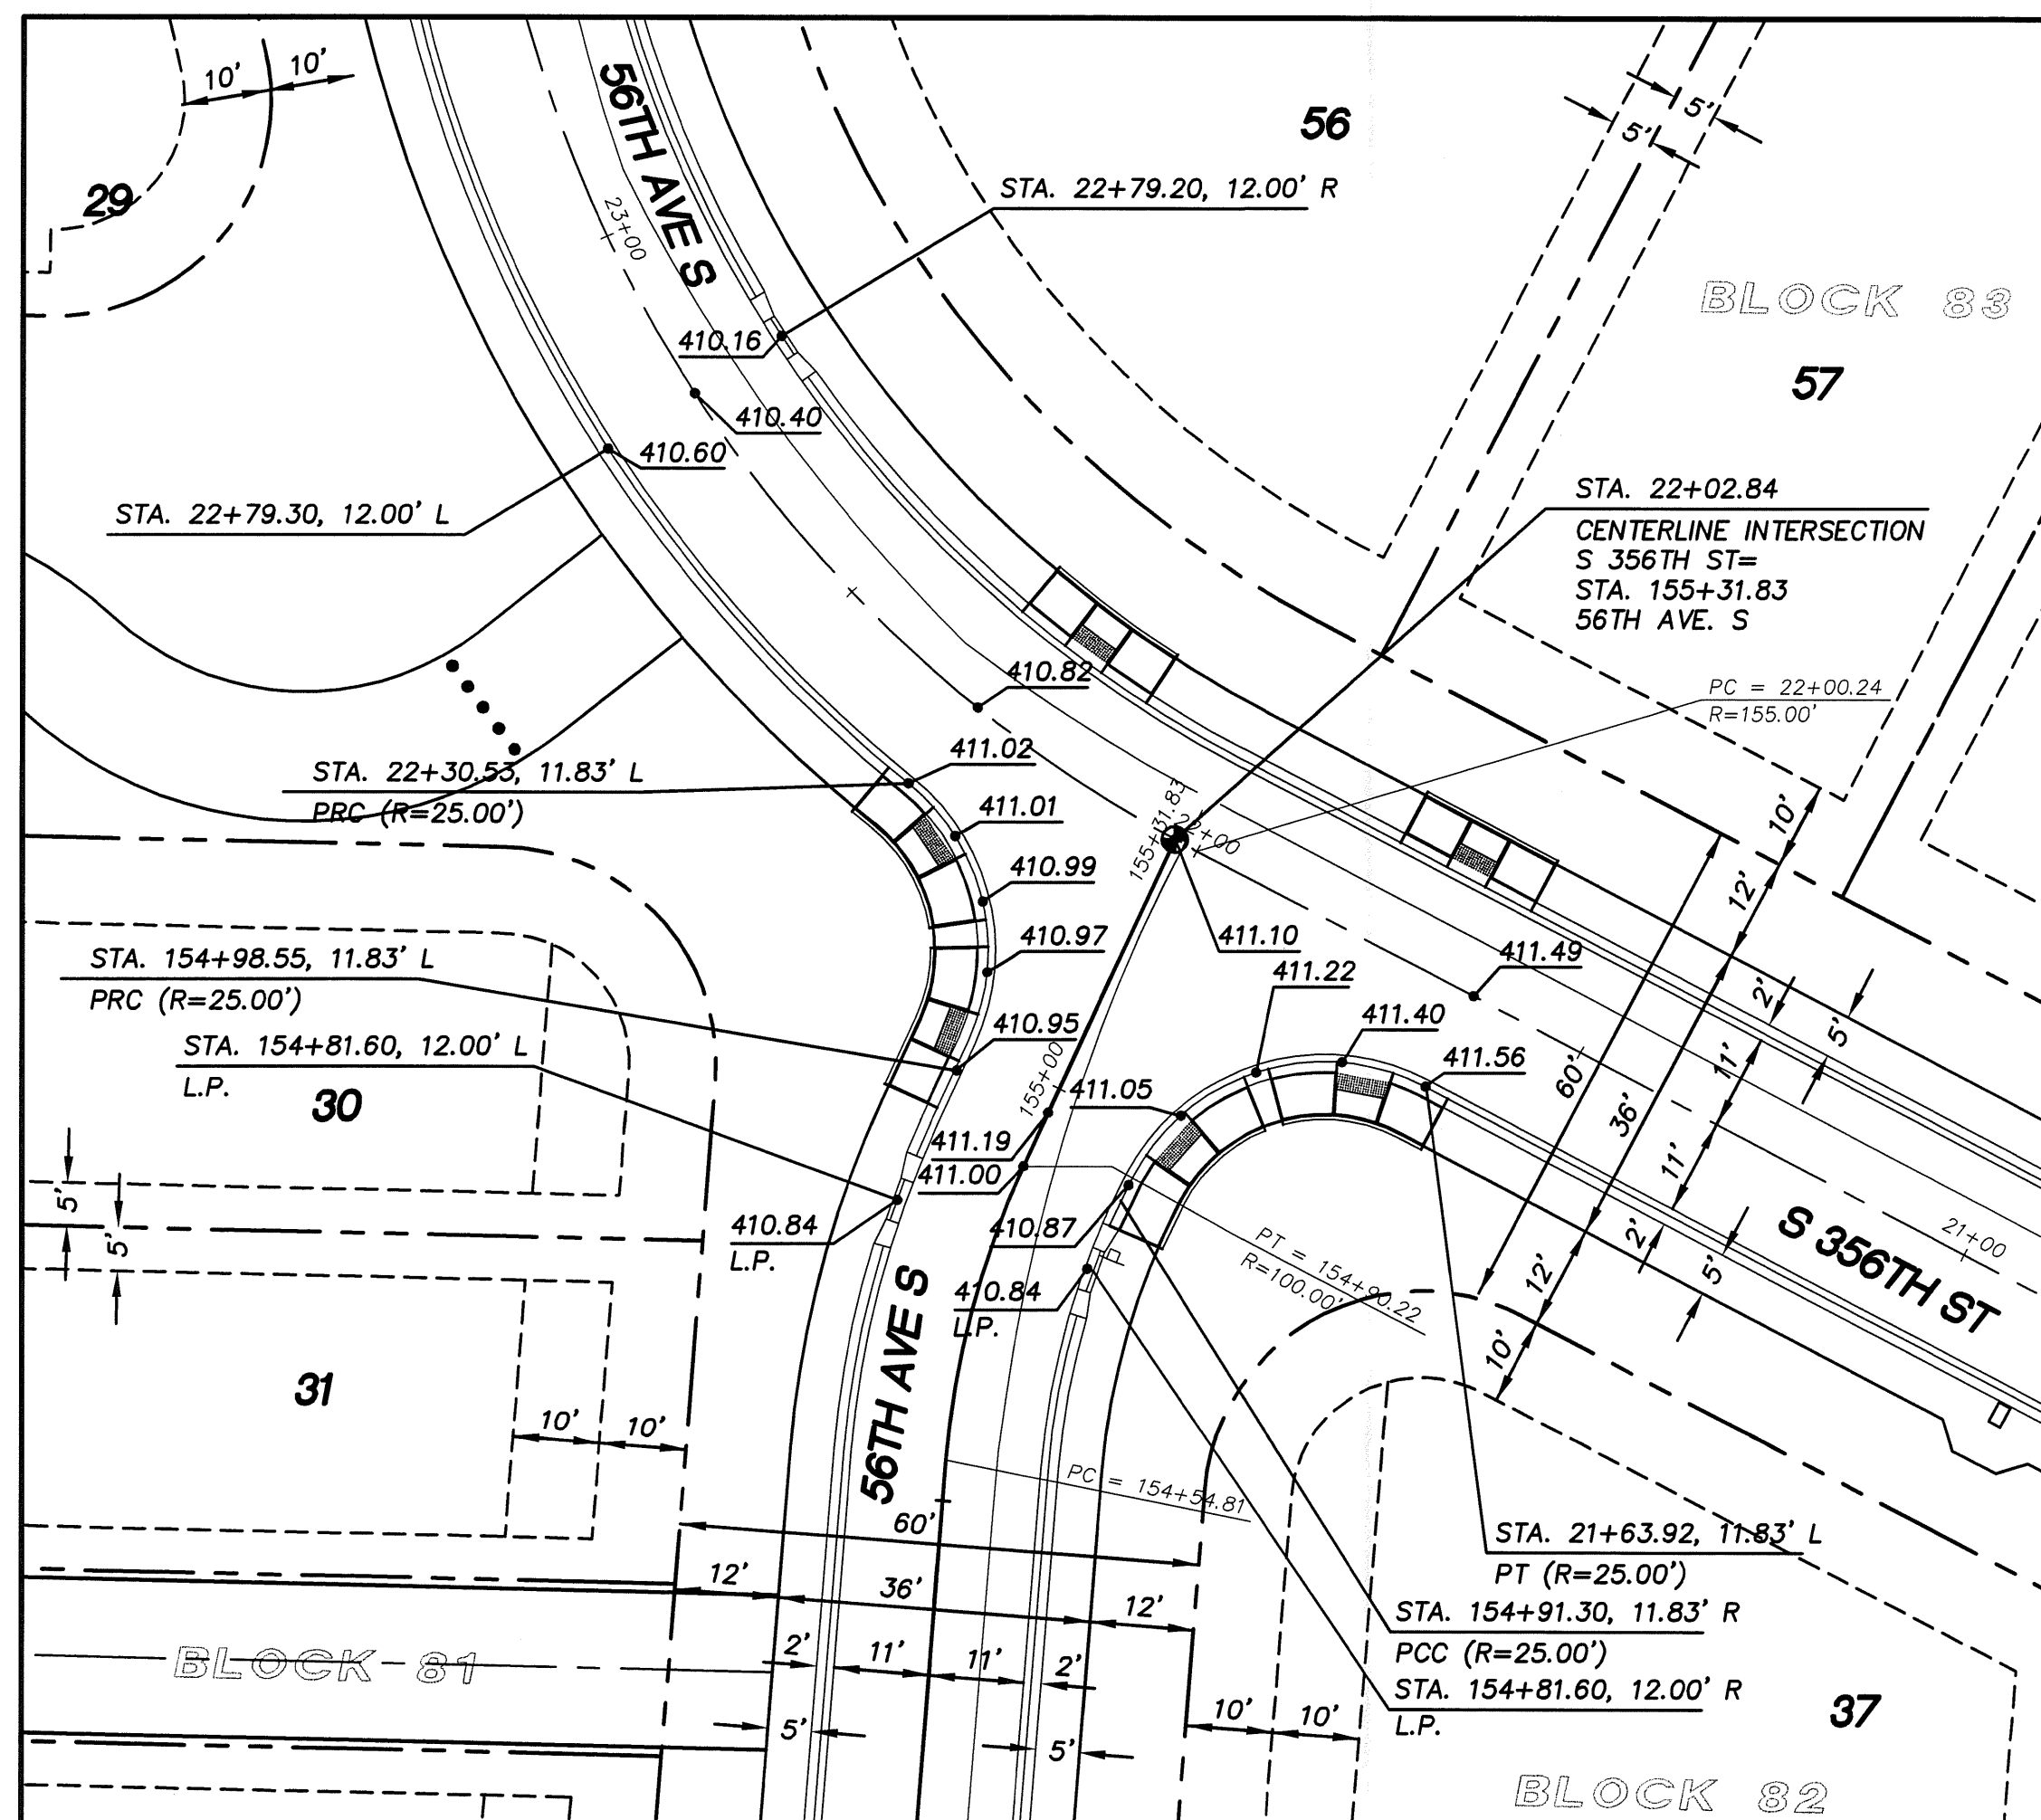 10'
10'
56TH AVE S
56
5'
5'
29
23+00
STA. 22+79.20, 12.00' R
BLOCK 83
410.16
57
410.40
410.60
STA. 22+79.30, 12.00' L
STA. 22+02.84
CENTERLINE INTERSECTION
S 356TH ST=
STA. 155+31.83
56TH AVE. S
410.82
PC = 22+00.24
R=155.00'
411.02
STA. 22+30.53, 11.83' L
PRC (R=25.00')
411.01
155+31.83
22+00
10'
12'
410.99
410.97
411.10
411.49
STA. 154+98.55, 11.83' L
PRC (R=25.00')
411.22
2'
5'
410.95
411.40
STA. 154+81.60, 12.00' L
L.P.
30
155+00
411.05
411.56
60'
36'
11'
11'
411.19
411.00
5'
5'
410.84
L.P.
410.87
PT = 154+90.22
R=100.00'
2'
12'
5'
S 356TH ST
21+00
410.84
L.P.
10'
31
10'
10'
56TH AVE S
PC = 154+54.81
60'
STA. 21+63.92, 11.83' L
PT (R=25.00')
12'
36'
12'
STA. 154+91.30, 11.83' R
PCC (R=25.00')
BLOCK 81
2'
11'
11'
2'
STA. 154+81.60, 12.00' R
L.P.
37
5'
5'
10'
10'
BLOCK 82